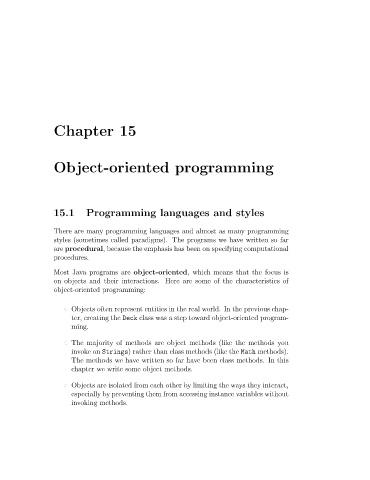 Chapter 15
Object-oriented programming
15.1 Programming languages and styles
There are many programming languages and almost as many programming
styles (sometimes called paradigms). The programs we have written so far
are procedural, because the emphasis has been on specifying computational
procedures.
Most Java programs are object-oriented, which means that the focus is
on objects and their interactions. Here are some of the characteristics of
object-oriented programming:
Objects often represent entities in the real world. In the previous chap-
ter, creating the Deck class was a step toward object-oriented program-
ming.
The majority of methods are object methods (like the methods you
invoke on Strings) rather than class methods (like the Math methods).
The methods we have written so far have been class methods. In this
chapter we write some object methods.
Objects are isolated from each other by limiting the ways they interact,
especially by preventing them from accessing instance variables without
invoking methods.